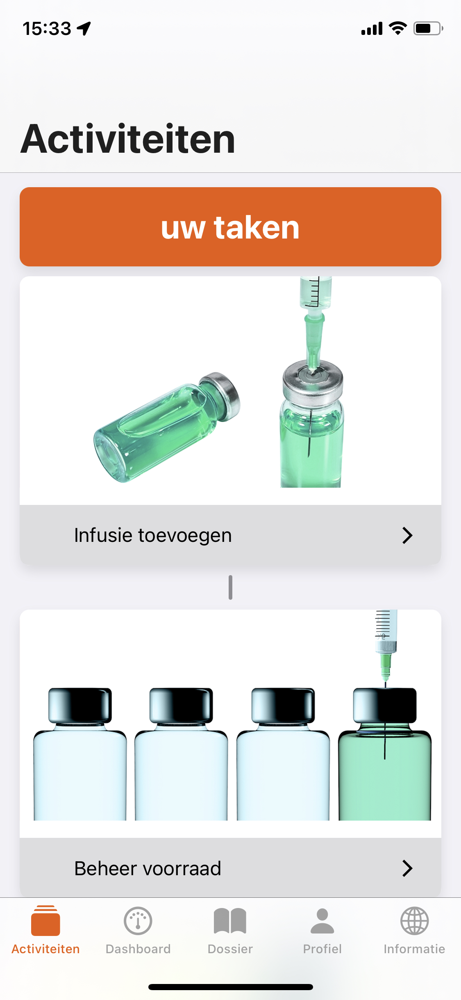 15:33
Activiteiten
uw taken
Infusie toevoegen
Beheer voorraad
Activiteiten
Dashboard
Dossier
Profiel
Informatie